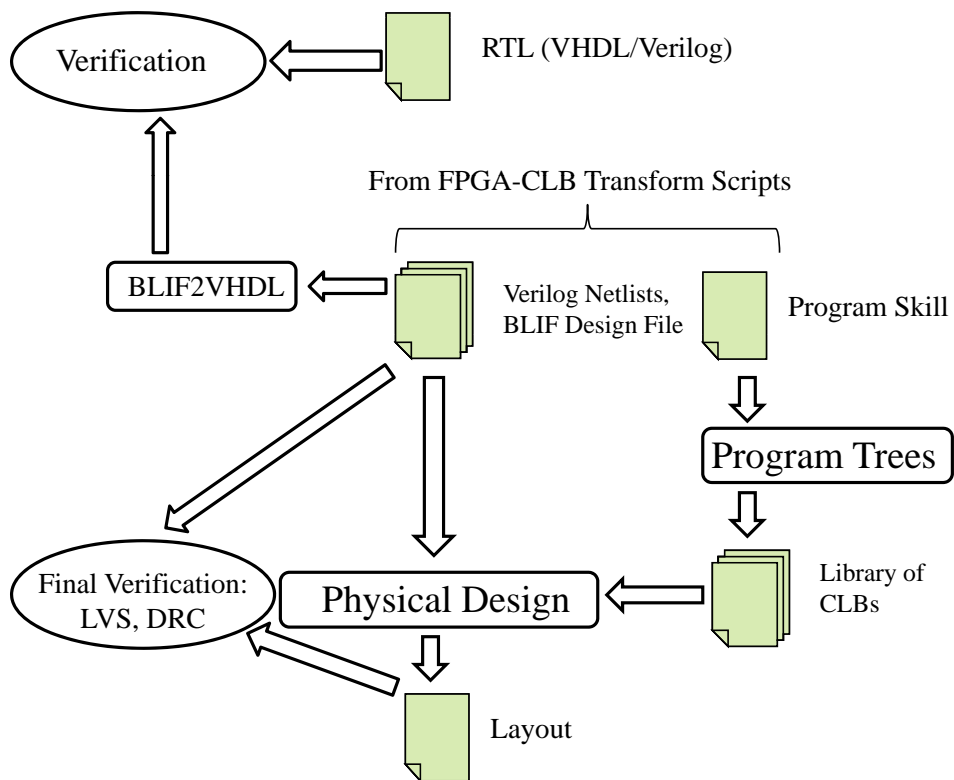 Verification
RTL (VHDL/Verilog)
From FPGA-CLB Transform Scripts
BLIF2VHDL
Verilog Netlists,
BLIF Design File
Program Skill
Program Trees
Final Verification:
LVS, DRC
Physical Design
Library of
CLBs
Layout